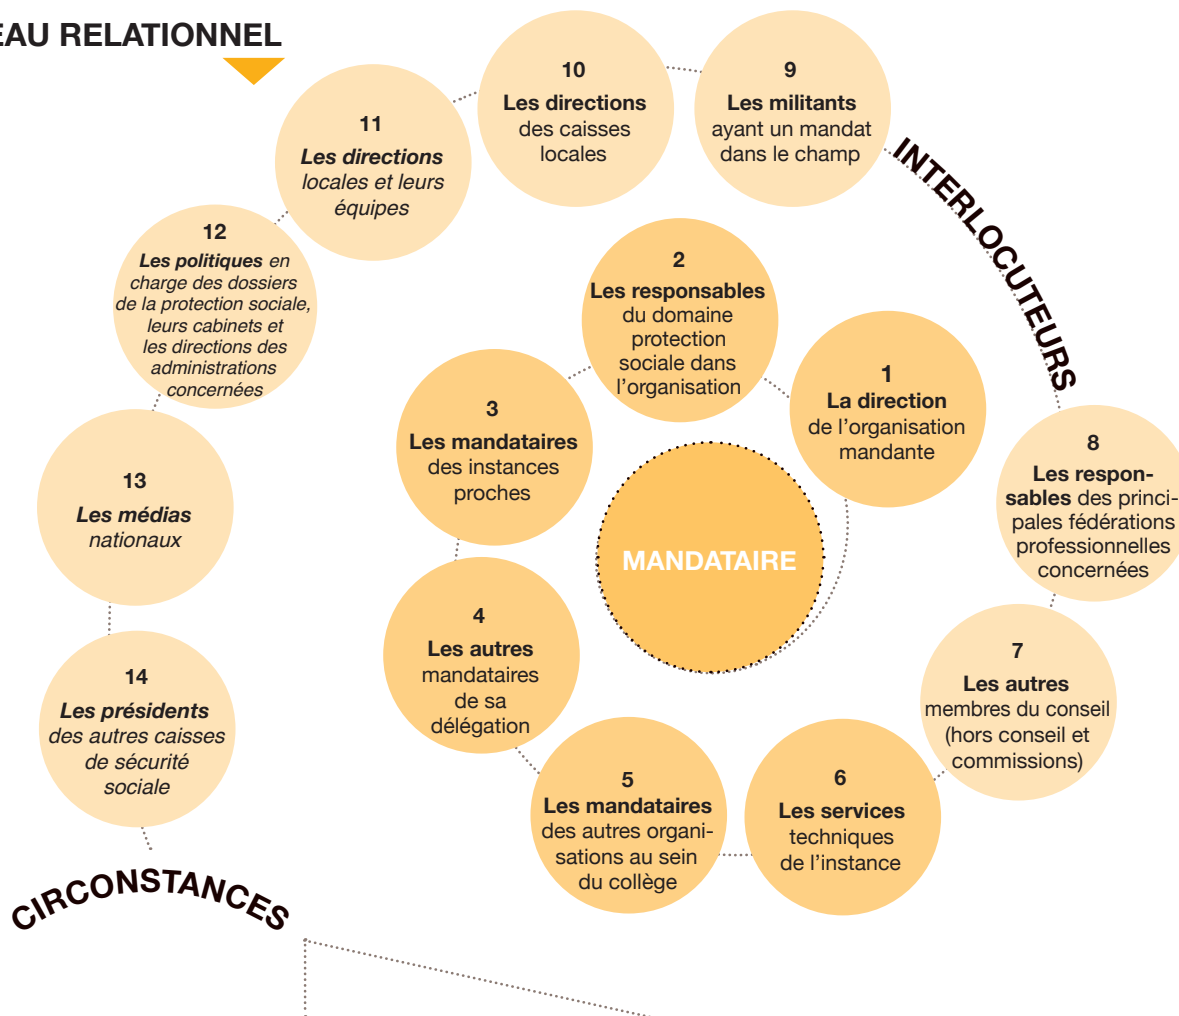 EAU RELATIONNEL
10
Les directions
des caisses
locales
9
Les militants
ayant un mandat
dans le champ
11
Les directions
locales et leurs
équipes
INTERLOCUTEURS
12
Les politiques en
charge des dossiers
de la protection sociale,
leurs cabinets et
les directions des
administrations
concernées
2
Les responsables
du domaine
protection
sociale dans
l’organisation
1
La direction
de l’organisation
mandante
3
Les mandataires
des instances
proches
8
Les respon-
sables des princi-
pales fédérations
professionnelles
concernées
13
Les médias
nationaux
MANDATAIRE
4
Les autres
mandataires
de sa
délégation
7
Les autres
membres du conseil
(hors conseil et
commissions)
14
Les présidents
des autres caisses
de sécurité
sociale
5
Les mandataires
des autres organi-
sations au sein
du collège
6
Les services
techniques
de l’instance
CIRCONSTANCES